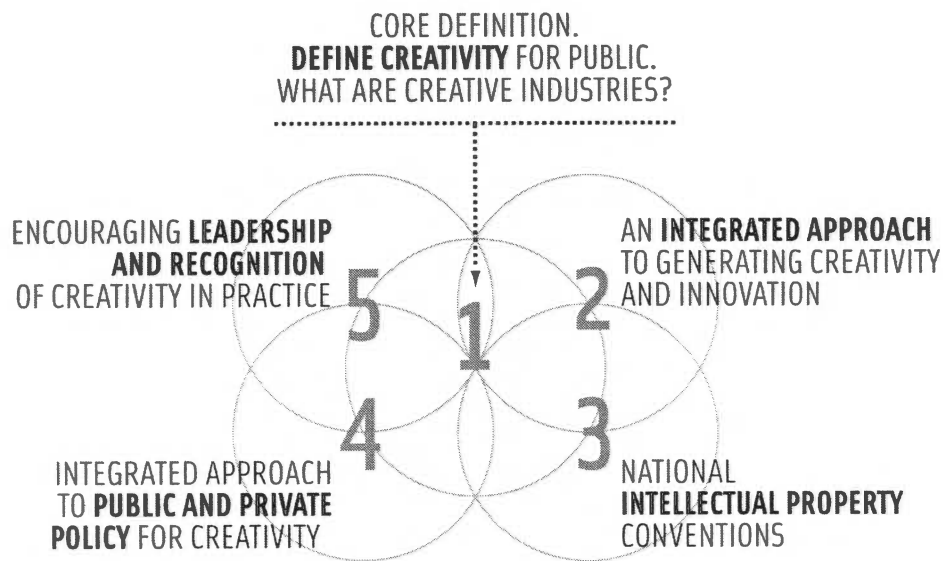 CORE DEFINITION.
DEFINE CREATIVITY FOR PUBLIC.
WHAT ARE CREATIVE INDUSTRIES?
ENCOURAGING LEADERSHIP
AND RECOGNITION
OF CREATIVITY IN PRACTICE
5
1
2
AN INTEGRATED APPROACH
TO GENERATING CREATIVITY
AND INNOVATION
4
3
INTEGRATED APPROACH
TO PUBLIC AND PRIVATE
POLICY FOR CREATIVITY
NATIONAL
INTELLECTUAL PROPERTY
CONVENTIONS